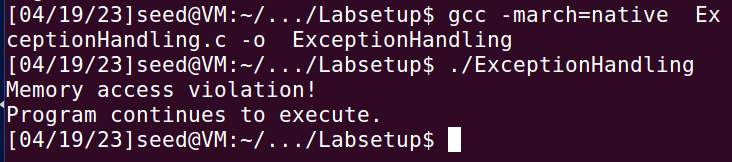 [04/19/23]seed@VM:~/.../Labsetup$ gcc -march=native  Ex
ceptionHandling.c -o  ExceptionHandling
[04/19/23]seed@VM:~/.../Labsetup$ ./ExceptionHandling
Memory access violation!
Program continues to execute.
[04/19/23]seed@VM:~/.../Labsetup$